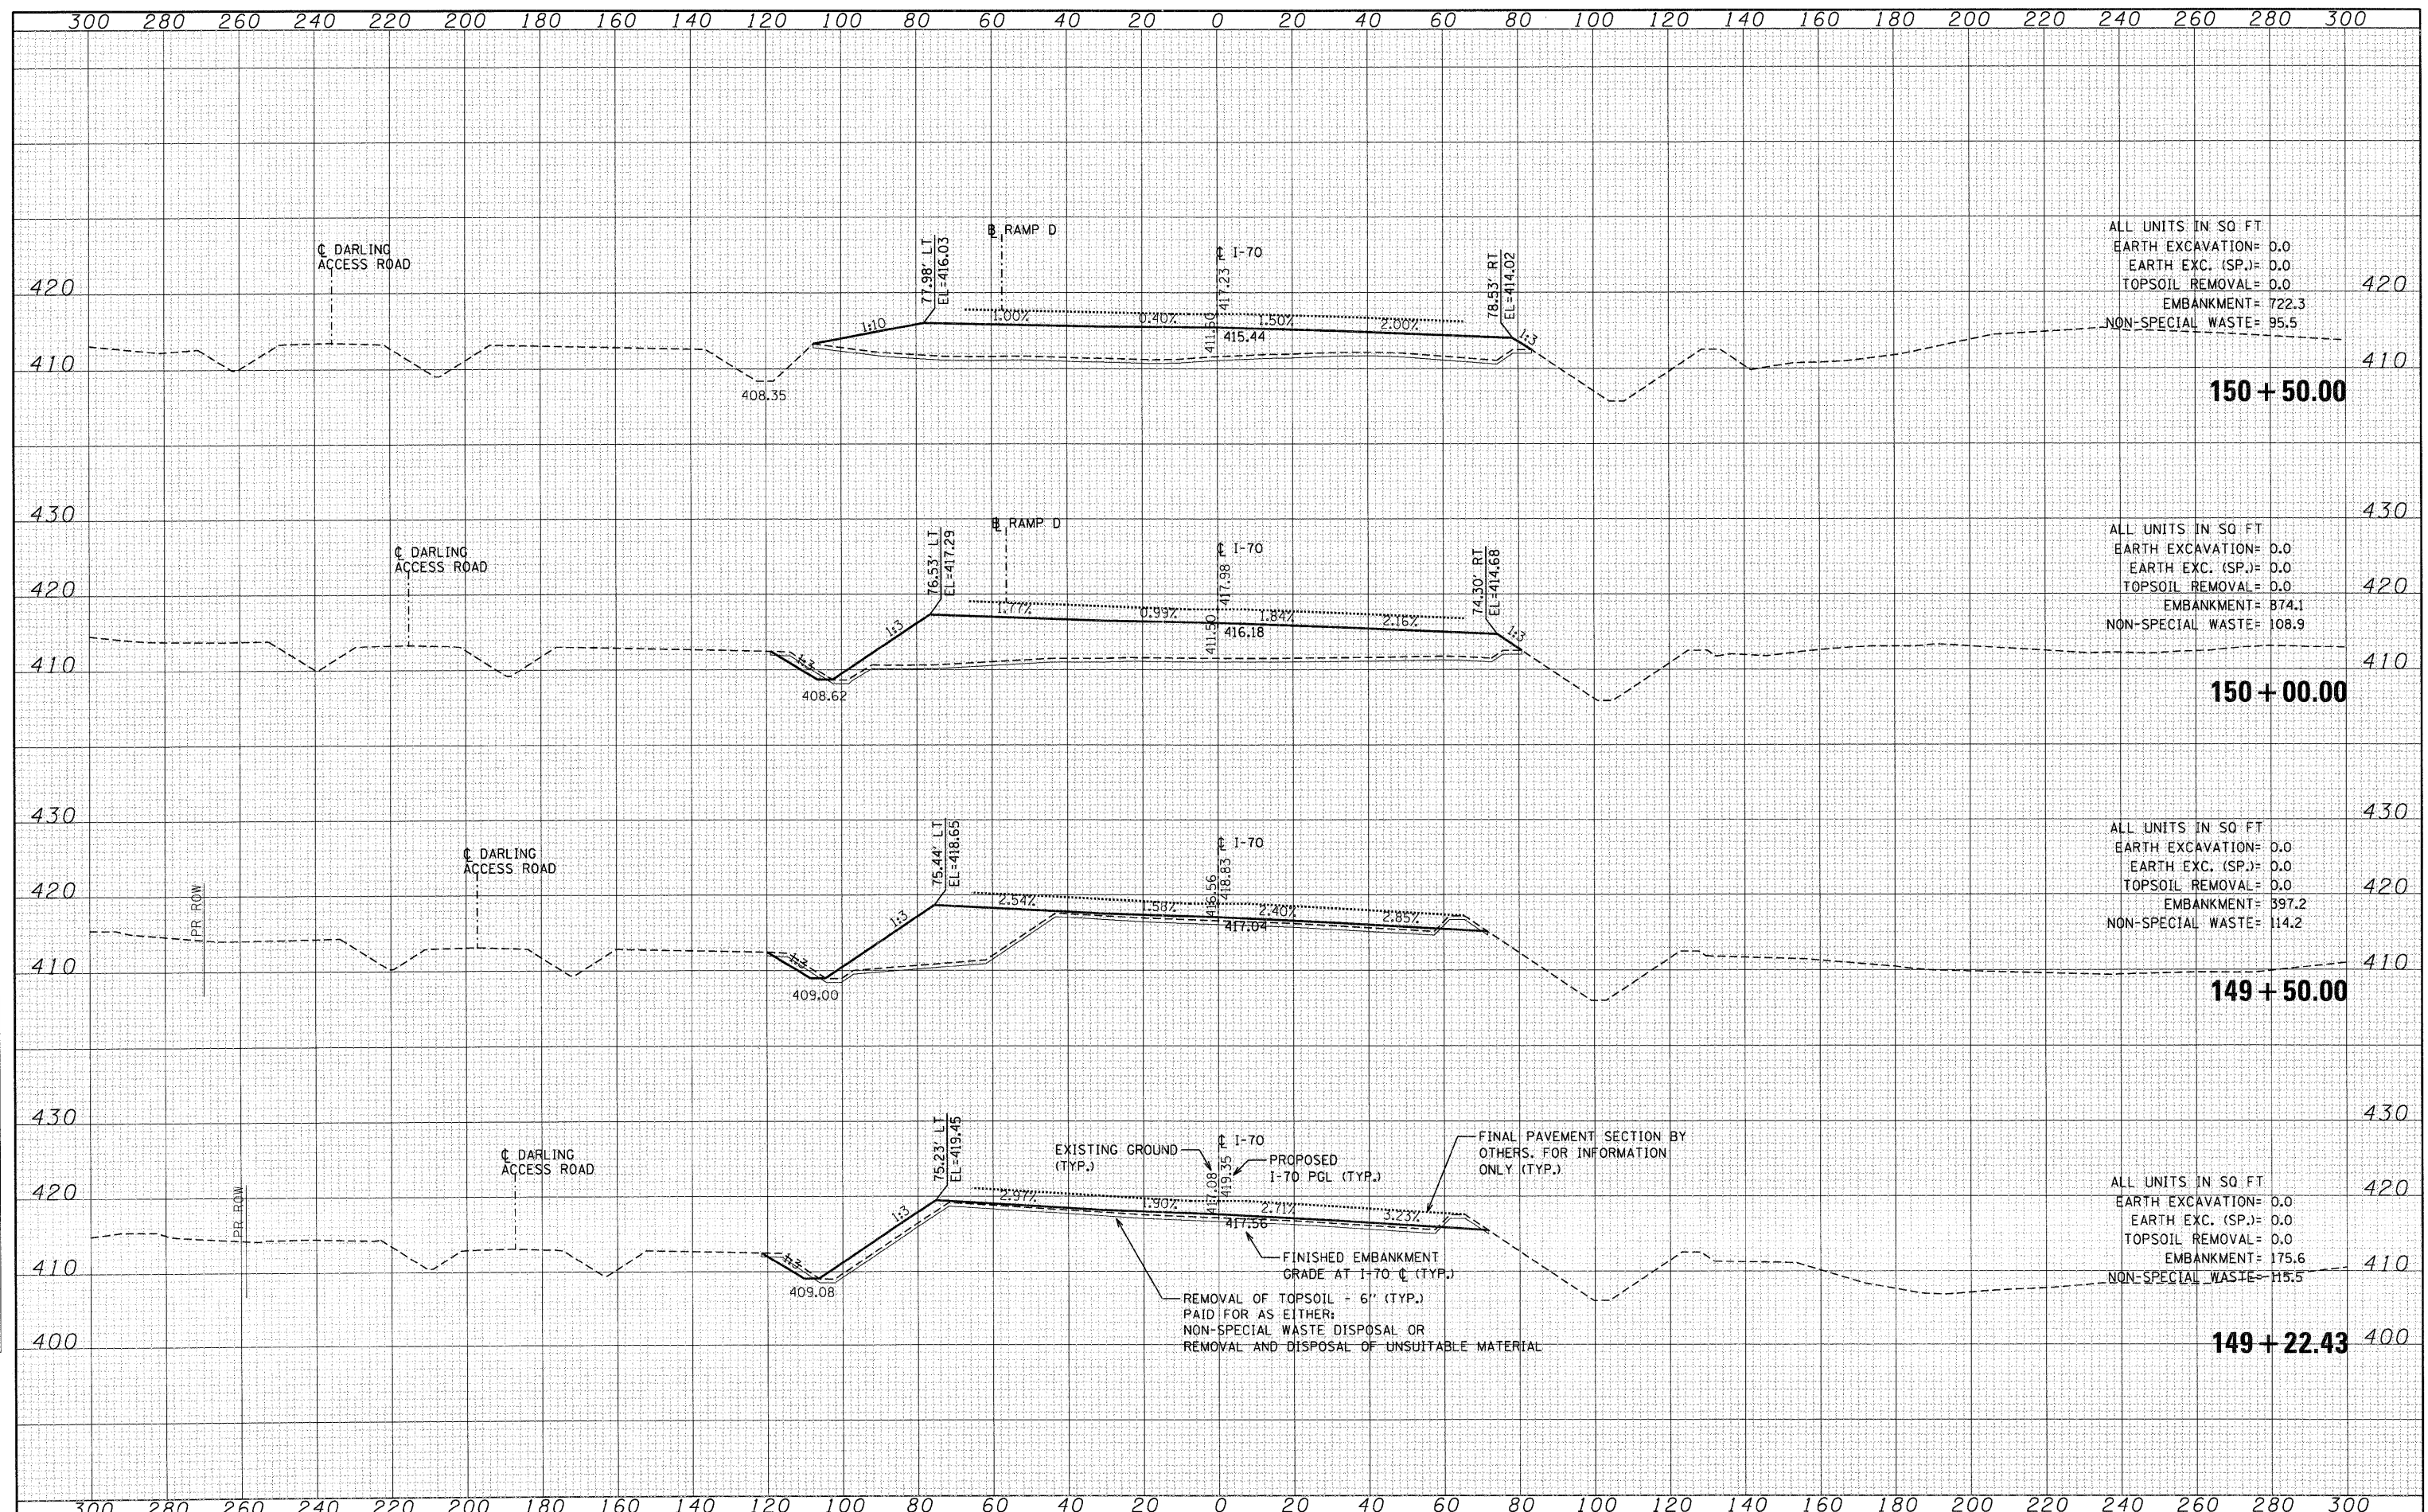 300 280 260 240 220 200 180 160 140 120 100 80 60 40 20 0 20 40 60 80 100 120 140 160 180 200 220 240 260 280 300
℄ DARLING
ACCESS ROAD
77.98' LT
EL=416.03
RAMP D
℄ I-70
417.23
411.50
415.44
78.53' RT
EL=414.02
1:10
1.00%
0.40%
1.50%
2.00%
1:3
408.35
420
410
420
410
ALL UNITS IN SQ FT
EARTH EXCAVATION= 0.0
EARTH EXC. (SP.)= 0.0
TOPSOIL REMOVAL= 0.0
EMBANKMENT= 722.3
NON-SPECIAL WASTE= 95.5
150 + 50.00
℄ DARLING
ACCESS ROAD
76.53' LT
EL=417.29
RAMP D
℄ I-70
417.98
411.50
416.18
74.30' RT
EL=414.68
1:3
1:3
1.77%
0.99%
1.84%
2.16%
1:3
408.62
430
420
410
430
420
410
ALL UNITS IN SQ FT
EARTH EXCAVATION= 0.0
EARTH EXC. (SP.)= 0.0
TOPSOIL REMOVAL= 0.0
EMBANKMENT= 874.1
NON-SPECIAL WASTE= 108.9
150 + 00.00
PR ROW
℄ DARLING
ACCESS ROAD
75.44' LT
EL=418.65
℄ I-70
416.56
418.83
417.04
1:3
1:3
2.54%
1.58%
2.40%
2.85%
409.00
430
420
410
430
420
410
ALL UNITS IN SQ FT
EARTH EXCAVATION= 0.0
EARTH EXC. (SP.)= 0.0
TOPSOIL REMOVAL= 0.0
EMBANKMENT= 397.2
NON-SPECIAL WASTE= 114.2
149 + 50.00
PR ROW
℄ DARLING
ACCESS ROAD
75.23' LT
EL=419.45
EXISTING GROUND
(TYP.)
℄ I-70
417.08
419.35
417.56
PROPOSED
I-70 PGL (TYP.)
FINAL PAVEMENT SECTION BY
OTHERS. FOR INFORMATION
ONLY (TYP.)
1:3
1:3
2.97%
1.90%
2.71%
3.23%
409.08
FINISHED EMBANKMENT
GRADE AT I-70 ℄ (TYP.)
REMOVAL OF TOPSOIL - 6" (TYP.)
PAID FOR AS EITHER:
NON-SPECIAL WASTE DISPOSAL OR
REMOVAL AND DISPOSAL OF UNSUITABLE MATERIAL
430
420
410
400
430
420
410
400
ALL UNITS IN SQ FT
EARTH EXCAVATION= 0.0
EARTH EXC. (SP.)= 0.0
TOPSOIL REMOVAL= 0.0
EMBANKMENT= 175.6
NON-SPECIAL WASTE= 115.5
149 + 22.43
300 280 260 240 220 200 180 160 140 120 100 80 60 40 20 0 20 40 60 80 100 120 140 160 180 200 220 240 260 280 300